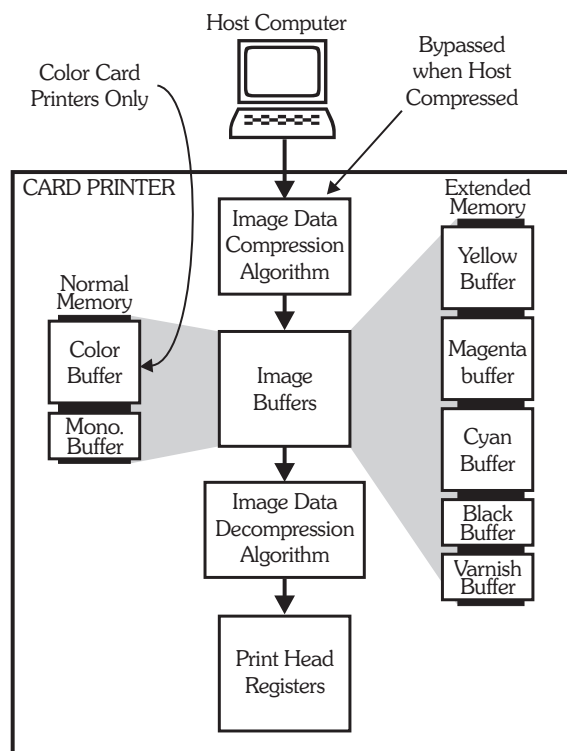 Host Computer
Color Card
Printers Only
Bypassed
when Host
Compressed
CARD PRINTER
Image Data
Compression
Algorithm
Extended
Memory
Yellow
Buffer
Magenta
buffer
Cyan
Buffer
Black
Buffer
Varnish
Buffer
Normal
Memory
Color
Buffer
Mono.
Buffer
Image
Buffers
Image Data
Decompression
Algorithm
Print Head
Registers